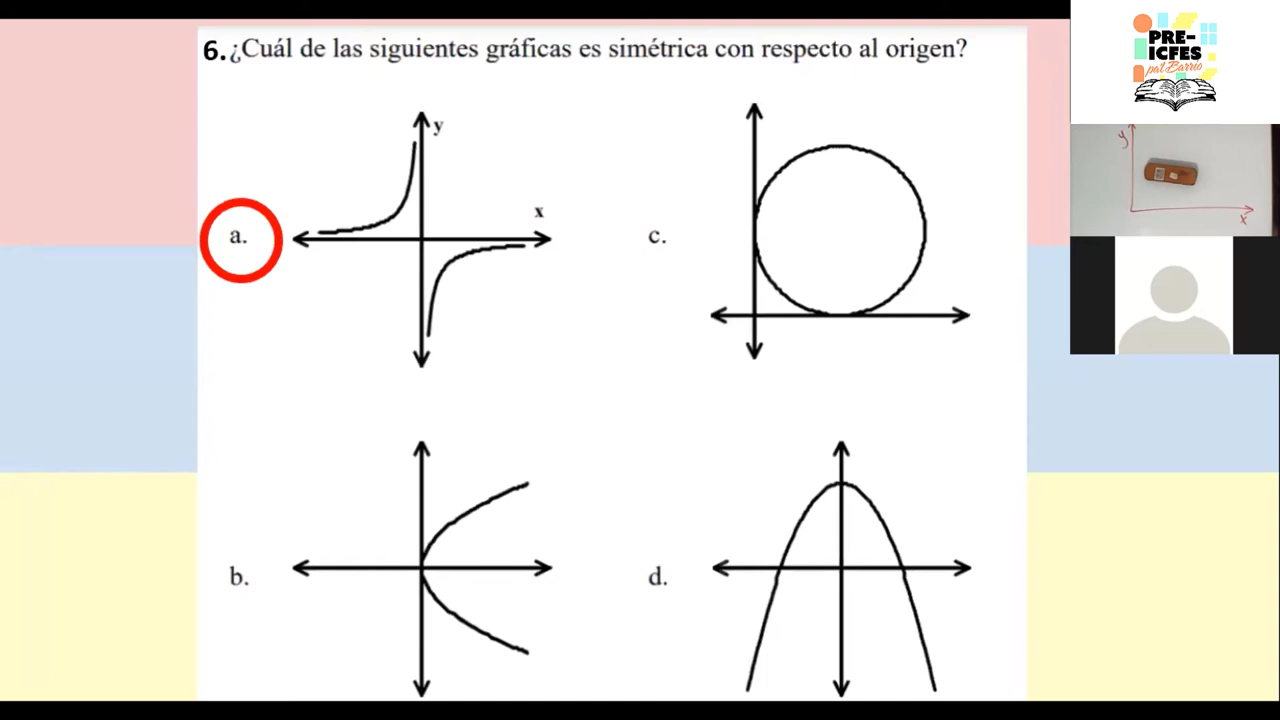 6. ¿Cuál de las siguientes gráficas es simétrica con respecto al origen?
PRE-
ICFES
pal Barrio
y
x
a.
c.
y
x
b.
d.